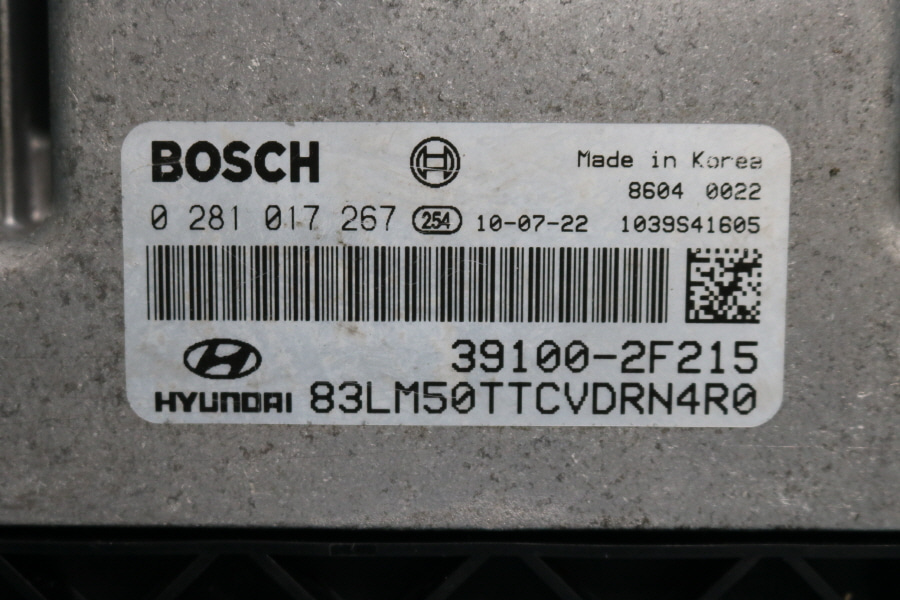 BOSCH
Made in Korea
8604 0022
0 281 017 267 254 10-07-22 1039S41605
39100-2F215
HYUNDAI 83LM50TTCVDRN4R0